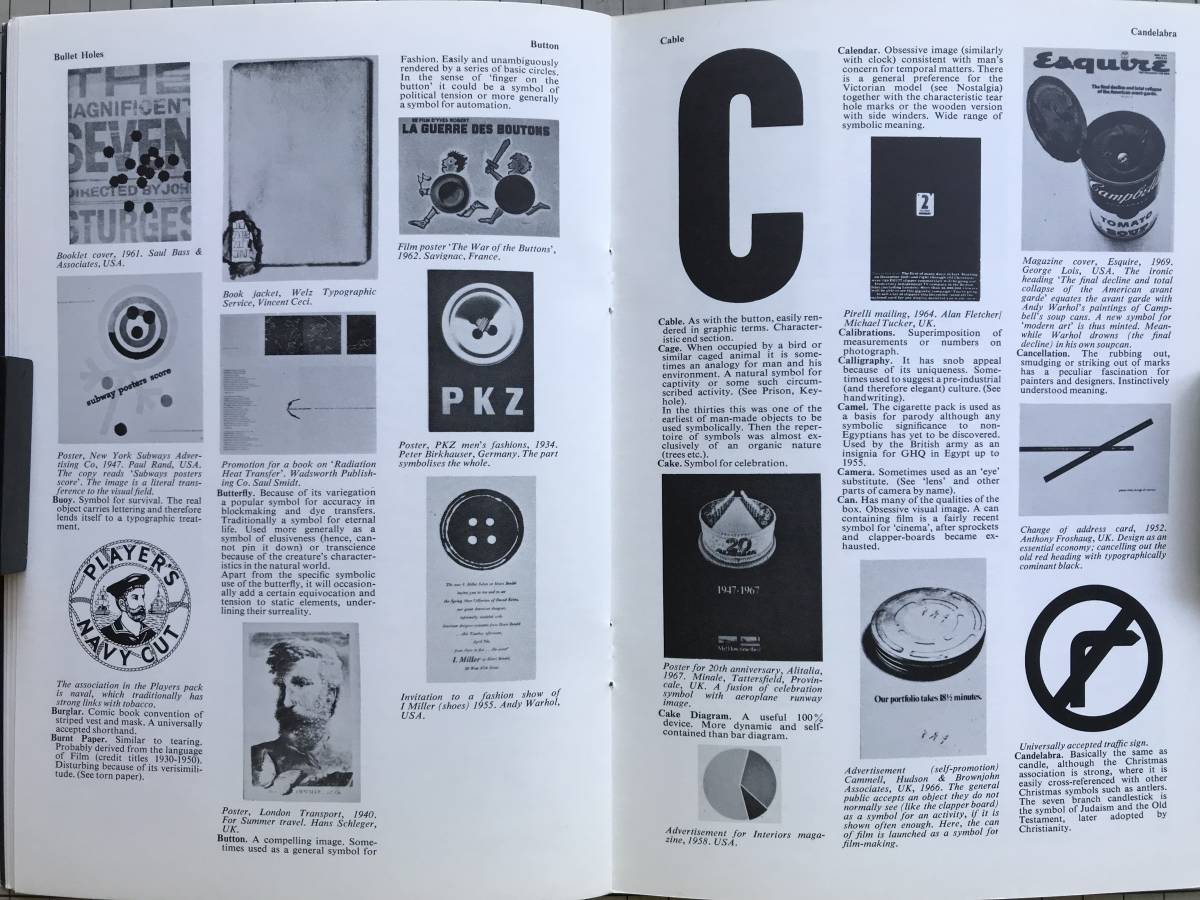 Bullet Holes
Button
THE
MAGNIFICENT
SEVEN
DIRECTED BY JOHN
STURGES
Booklet cover, 1961. Saul Bass &
Associates, USA.
subway posters score
Poster, New York Subways Adver-
tising Co, 1947. Paul Rand, USA.
The copy reads 'Subways posters
score'. The image is a literal trans-
ference to the visual field.
Buoy. Symbol for survival. The real
object carries lettering and therefore
lends itself to a typographic treat-
ment.
PLAYER'S
NAVY CUT
The association in the Players pack
is naval, which traditionally has
strong links with tobacco.
Burglar. Comic book convention of
striped vest and mask. A universally
accepted shorthand.
Burnt Paper. Similar to tearing.
Probably derived from the language
of Film (credit titles 1930-1950).
Disturbing because of its verisimili-
tude. (See torn paper).
Book jacket, Welz Typographic
Service, Vincent Ceci.
Promotion for a book on 'Radiation
Heat Transfer'. Wadsworth Publish-
ing Co. Saul Smidt.
Butterfly. Because of its variegation
a popular symbol for accuracy in
blockmaking and dye transfers.
Traditionally a symbol for eternal
life. Used more generally as a
symbol of elusiveness (hence, can-
not pin it down) or transcience
because of the creature's character-
istics in the natural world.
Apart from the specific symbolic
use of the butterfly, it will occasion-
ally add a certain equivocation and
tension to static elements, under-
lining their surreality.
Poster, London Transport, 1940.
For Summer travel. Hans Schleger,
UK.
Button. A compelling image. Some-
times used as a general symbol for
Fashion. Easily and unambiguously
rendered by a series of basic circles.
In the sense of 'finger on the
button' it could be a symbol of
political tension or more generally
a symbol for automation.
UN FILM D'YVES ROBERT
LA GUERRE DES BOUTONS
Film poster 'The War of the Buttons',
1962. Savignac, France.
PKZ
Poster, PKZ men's fashions, 1934.
Peter Birkhauser, Germany. The part
symbolises the whole.
I. Miller
Invitation to a fashion show of
I Miller (shoes) 1955. Andy Warhol,
USA.
Cable
Candelabra
C
Cable. As with the button, easily ren-
dered in graphic terms. Character-
istic end section.
Cage. When occupied by a bird or
similar caged animal it is some-
times an analogy for man and his
environment. A natural symbol for
captivity or some such circum-
scribed activity. (See Prison, Key-
hole).
In the thirties this was one of the
earliest of man-made objects to be
used symbolically. Then the reper-
toire of symbols was almost ex-
clusively of an organic nature
(trees etc.).
Cake. Symbol for celebration.
20
1947-1967
Poster for 20th anniversary, Alitalia,
1967. Minale, Tattersfield, Provin-
cale, UK. A fusion of celebration
symbol with aeroplane runway
image.
Cake Diagram. A useful 100%
device. More dynamic and self-
contained than bar diagram.
Advertisement for Interiors maga-
zine, 1958. USA.
Calendar. Obsessive image (similarly
with clock) consistent with man's
concern for temporal matters. There
is a general preference for the
Victorian model (see Nostalgia)
together with the characteristic tear
hole marks or the wooden version
with side winders. Wide range of
symbolic meaning.
2
Pirelli mailing, 1964. Alan Fletcher/
Michael Tucker, UK.
Calibrations. Superimposition of
measurements or numbers on
photograph.
Calligraphy. It has snob appeal
because of its uniqueness. Some-
times used to suggest a pre-industrial
(and therefore elegant) culture. (See
handwriting).
Camel. The cigarette pack is used as
a basis for parody although any
symbolic significance to non-
Egyptians has yet to be discovered.
Used by the British army as an
insignia for GHQ in Egypt up to
1955.
Camera. Sometimes used as an 'eye'
substitute. (See 'lens' and other
parts of camera by name).
Can. Has many of the qualities of the
box. Obsessive visual image. A can
containing film is a fairly recent
symbol for 'cinema', after sprockets
and clapper-boards became ex-
hausted.
Our portfolio takes 18½ minutes.
Advertisement (self-promotion)
Cammell, Hudson & Brownjohn
Associates, UK, 1966. The general
public accepts an object they do not
normally see (like the clapper board)
as a symbol for an activity, if it is
shown often enough. Here, the can
of film is launched as a symbol for
film-making.
Esquire
The final decline and total collapse
of the American avant-garde.
Campbell's
TOMATO
SOUP
Magazine cover, Esquire, 1969.
George Lois, USA. The ironic
heading 'The final decline and total
collapse of the American avant
garde' equates the avant garde with
Andy Warhol's paintings of Camp-
bell's soup cans. A new symbol for
'modern art' is thus minted. Mean-
while Warhol drowns (the final
decline) in his own soupcan.
Cancellation. The rubbing out,
smudging or striking out of marks
has a peculiar fascination for
painters and designers. Instinctively
understood meaning.
Change of address card, 1952.
Anthony Froshaug, UK. Design as an
essential economy; cancelling out the
old red heading with typographically
cominant black.
Universally accepted traffic sign.
Candelabra. Basically the same as
candle, although the Christmas
association is strong, where it is
easily cross-referenced with other
Christmas symbols such as antlers.
The seven branch candlestick is
the symbol of Judaism and the Old
Testament, later adopted by
Christianity.